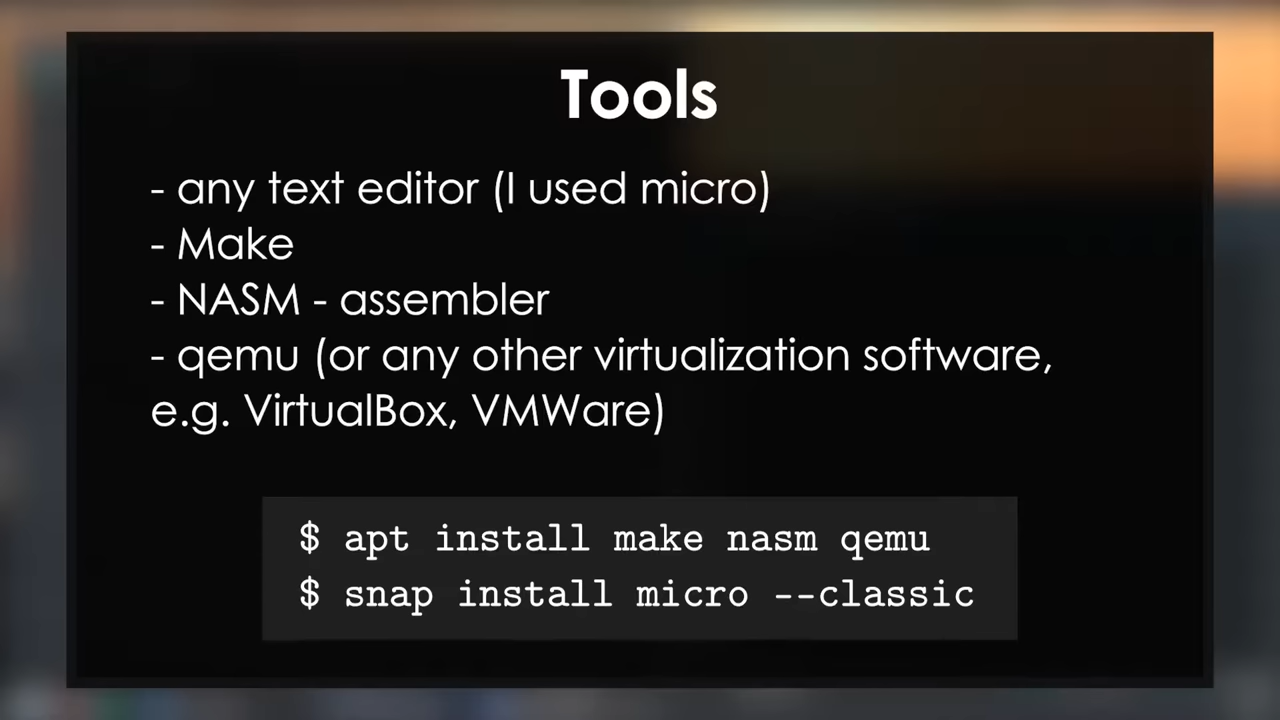 Tools
- any text editor (I used micro)
- Make
- NASM - assembler
- qemu (or any other virtualization software,
e.g. VirtualBox, VMWare)
$ apt install make nasm qemu
$ snap install micro --classic